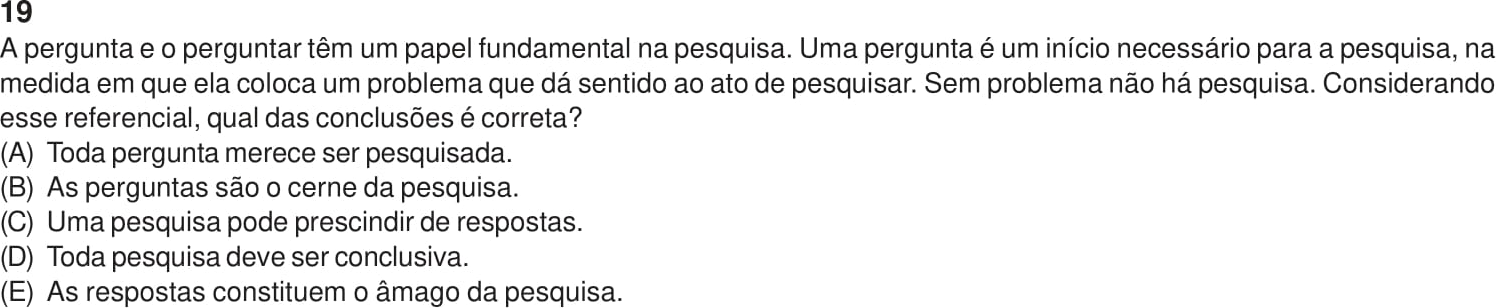 19
A pergunta e o perguntar têm um papel fundamental na pesquisa. Uma pergunta é um início necessário para a pesquisa, na
medida em que ela coloca um problema que dá sentido ao ato de pesquisar. Sem problema não há pesquisa. Considerando
esse referencial, qual das conclusões é correta?
(A) Toda pergunta merece ser pesquisada.
(B) As perguntas são o cerne da pesquisa.
(C) Uma pesquisa pode prescindir de respostas.
(D) Toda pesquisa deve ser conclusiva.
(E) As respostas constituem o âmago da pesquisa.